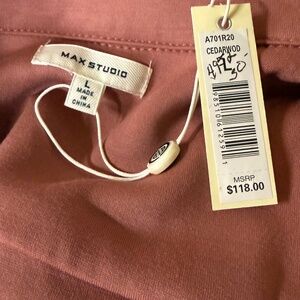 MAX STUDIO
L
MADE
IN
CHINA
A701R20
CEDARWOD
MSRP
$118.00